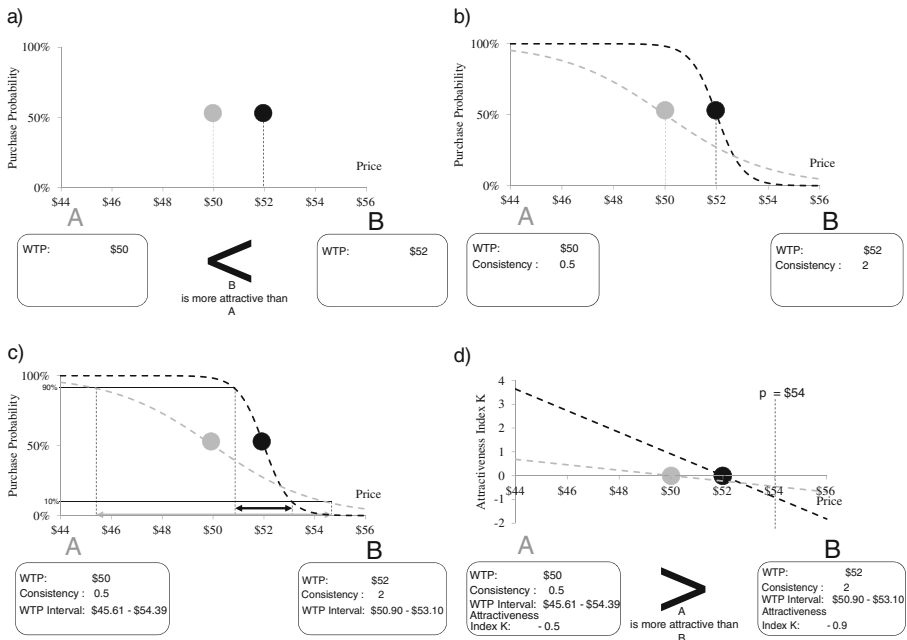 a)
Purchase Probability
100%
50%
0%
Price
$44 $46 $48 $50 $52 $54 $56
A
B
WTP: $50
<
B
is more attractive than
A
WTP: $52
b)
Purchase Probability
100%
50%
0%
Price
$44 $46 $48 $50 $52 $54 $56
A
B
WTP: $50
Consistency : 0.5
WTP: $52
Consistency : 2
c)
Purchase Probability
100%
90%
50%
10%
0%
Price
$44 $46 $48 $50 $52 $54 $56
A
B
WTP: $50
Consistency : 0.5
WTP Interval: $45.61 - $54.39
WTP: $52
Consistency : 2
WTP Interval: $50.90 - $53.10
d)
Attractiveness Index K
4
3
2
1
0
-1
-2
p = $54
$44 $46 $48 $50 $52 $54 $56
Price
A
B
WTP: $50
Consistency : 0.5
WTP Interval: $45.61 - $54.39
Attractiveness
Index K: - 0.5
>
A
is more attractive than
B
WTP: $52
Consistency : 2
WTP Interval: $50.90 - $53.10
Attractiveness
Index K: - 0.9